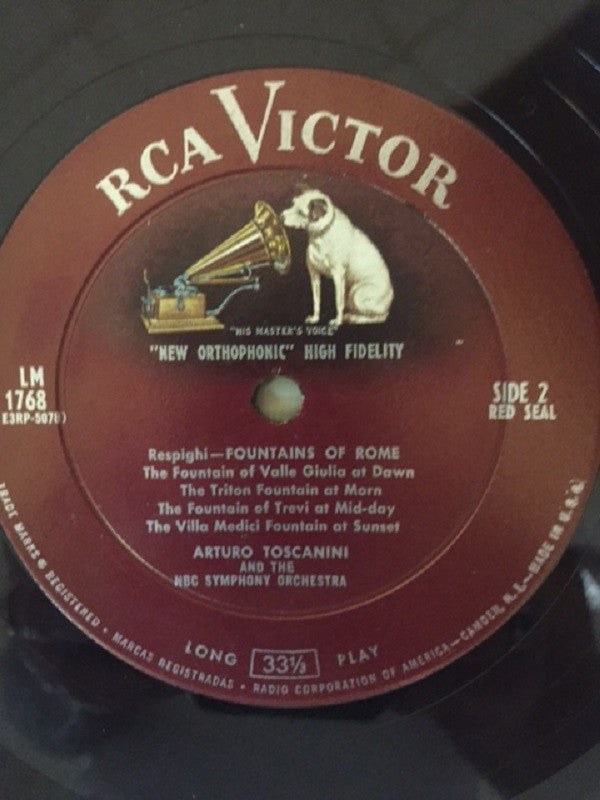 RCA VICTOR
"HIS MASTER'S VOICE"
"NEW ORTHOPHONIC" HIGH FIDELITY
LM
1768
SIDE 2
RED SEAL
Respighi—FOUNTAINS OF ROME
The Fountain of Valle Giulia at Dawn
The Triton Fountain at Morn
The Fountain of Trevi at Mid-day
The Villa Medici Fountain at Sunset
ARTURO TOSCANINI
AND THE
NBC SYMPHONY ORCHESTRA
LONG 33⅓ PLAY
TRADE MARKS ® REGISTERED • MARCAS REGISTRADAS • RADIO CORPORATION OF AMERICA—CAMDEN, N.J.—MADE IN U.S.A.